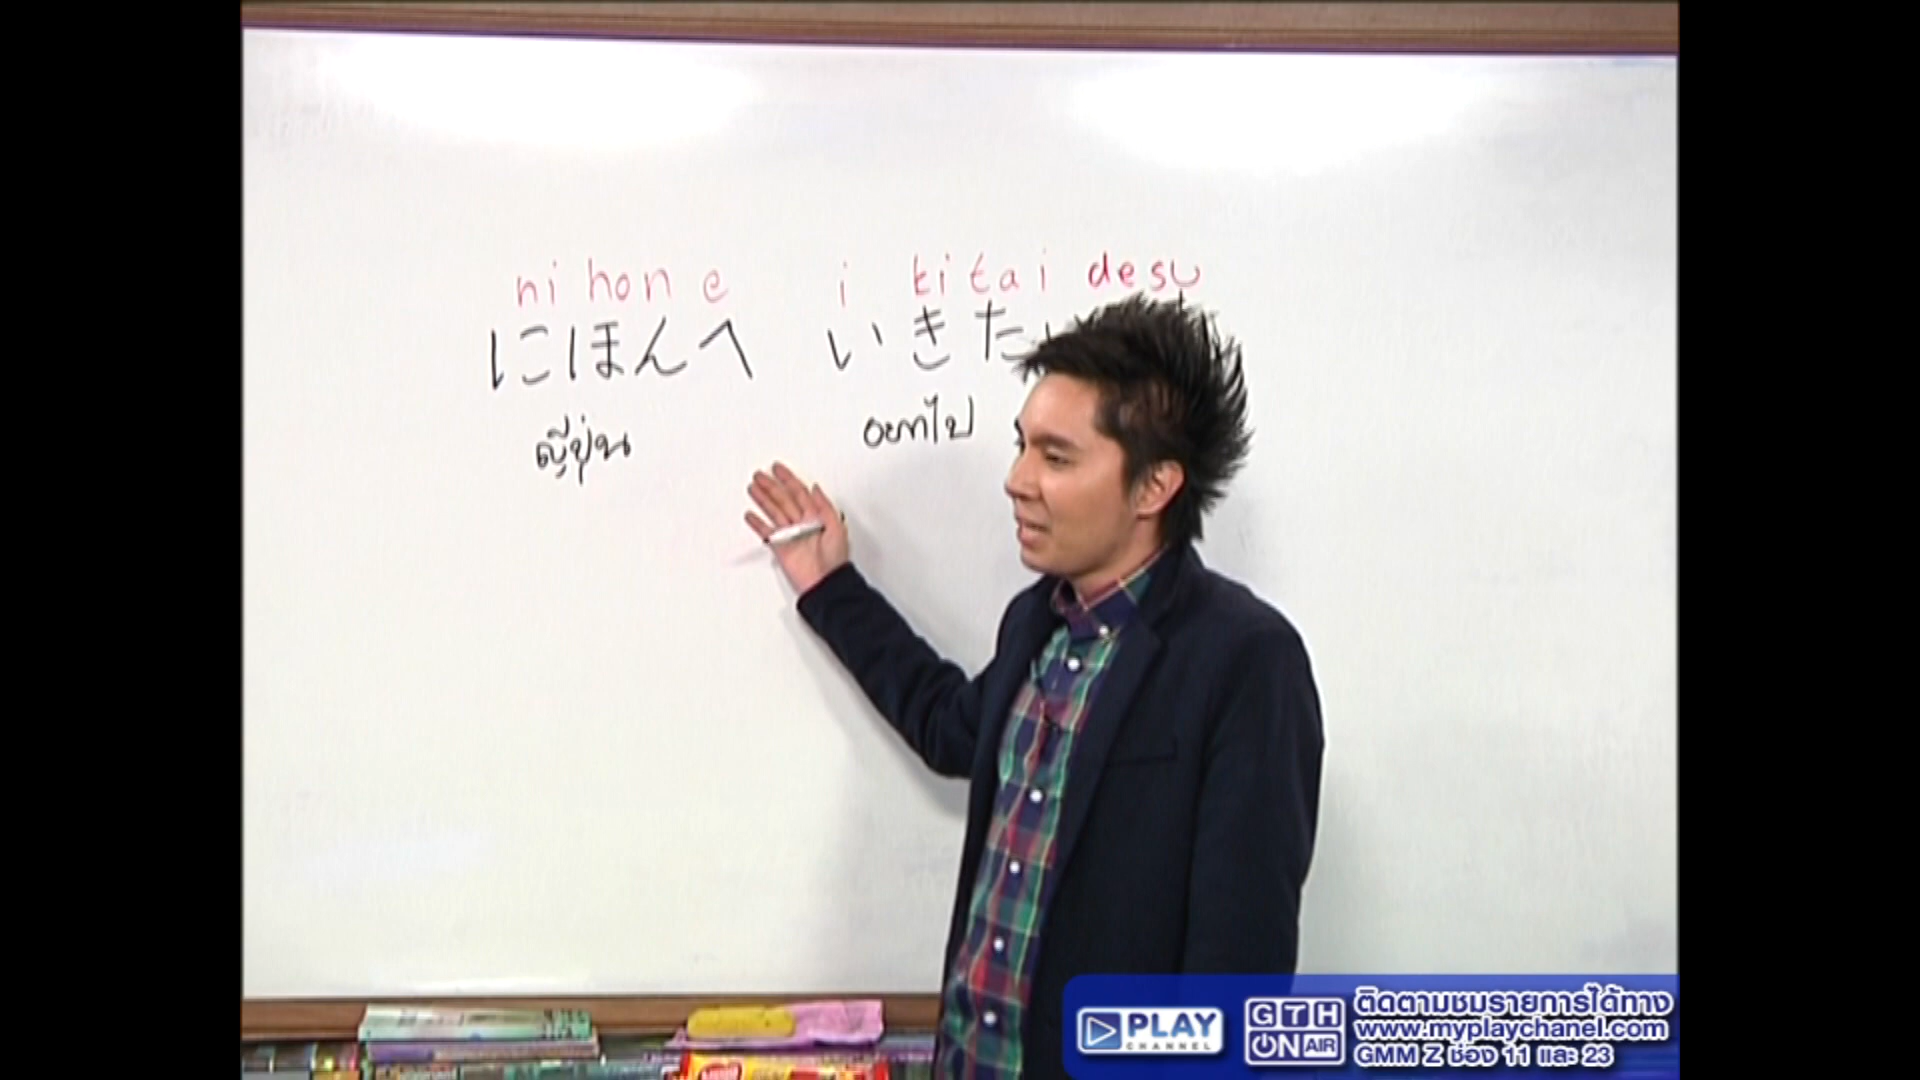 ni hon e i ki tai desu
にほんへ いきた
ญี่ปุ่น อยากไป
PLAY
CHANNEL
GTH
ON AIR
ติดตามชมรายการได้ทาง
www.myplaychanel.com
GMM Z ช่อง 11 และ 23